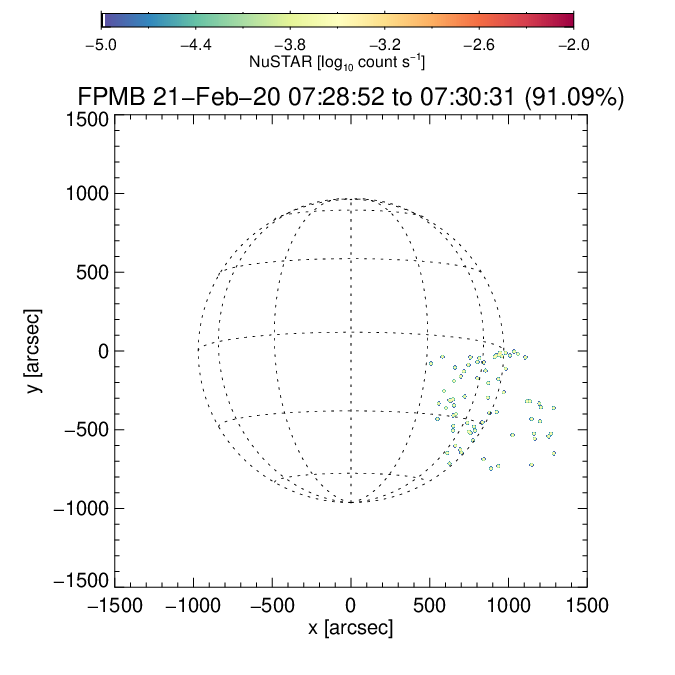 −5.0 −4.4 −3.8 −3.2 −2.6 −2.0
NuSTAR [log₁₀ count s⁻¹]
FPMB 21−Feb−20 07:28:52 to 07:30:31 (91.09%)
1500
1000
500
0
−500
−1000
−1500
y [arcsec]
−1500 −1000 −500 0 500 1000 1500
x [arcsec]